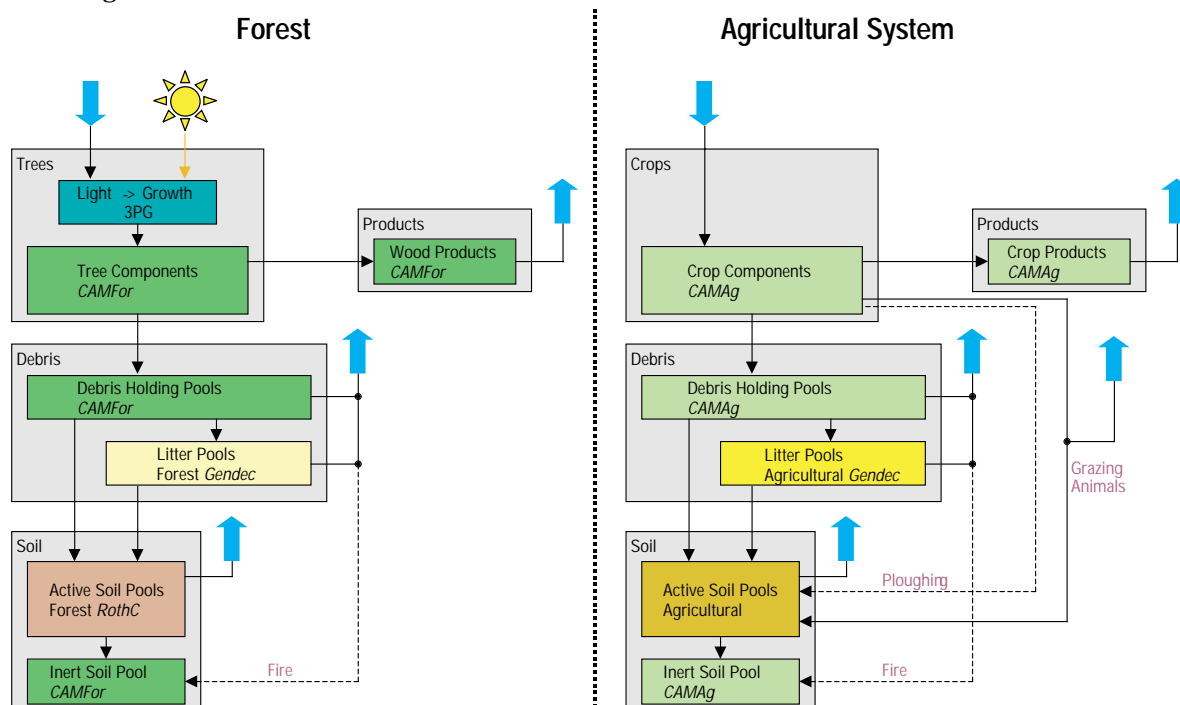 Forest
Trees
Light -> Growth
3PG
Tree Components
CAMFor
Products
Wood Products
CAMFor
Debris
Debris Holding Pools
CAMFor
Litter Pools
Forest Gendec
Soil
Active Soil Pools
Forest RothC
Inert Soil Pool
CAMFor
Fire
Agricultural System
Crops
Crop Components
CAMAg
Products
Crop Products
CAMAg
Debris
Debris Holding Pools
CAMAg
Litter Pools
Agricultural Gendec
Grazing
Animals
Soil
Active Soil Pools
Agricultural
Ploughing
Inert Soil Pool
CAMAg
Fire